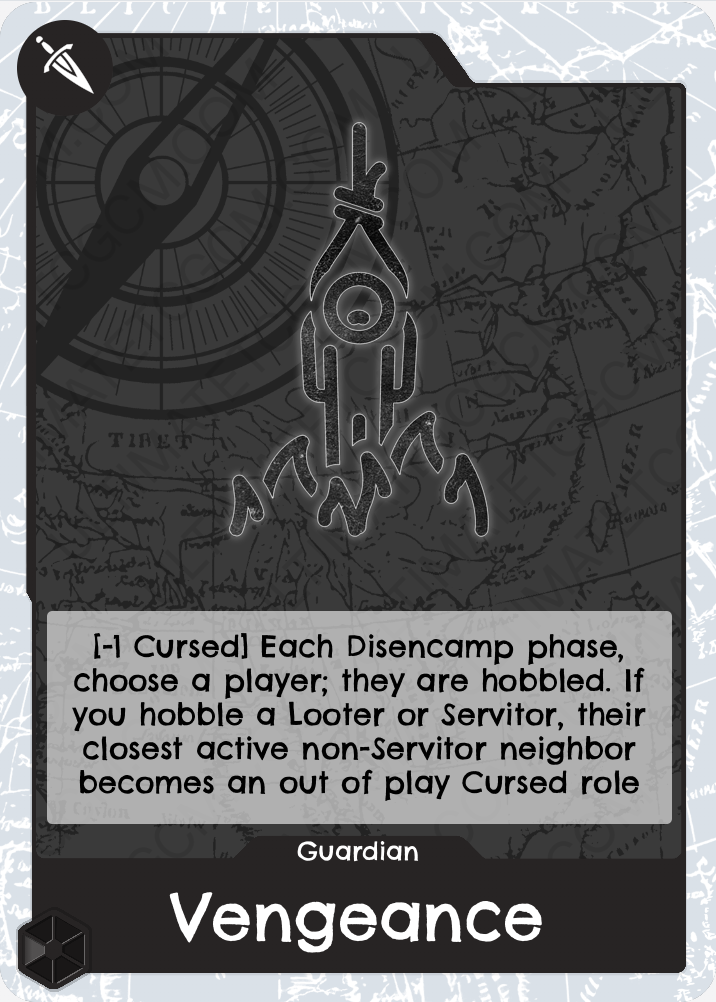 TIBET
[-1 Cursed] Each Disencamp phase,
choose a player; they are hobbled. If
you hobble a Looter or Servitor, their
closest active non-Servitor neighbor
becomes an out of play Cursed role
Guardian
Vengeance